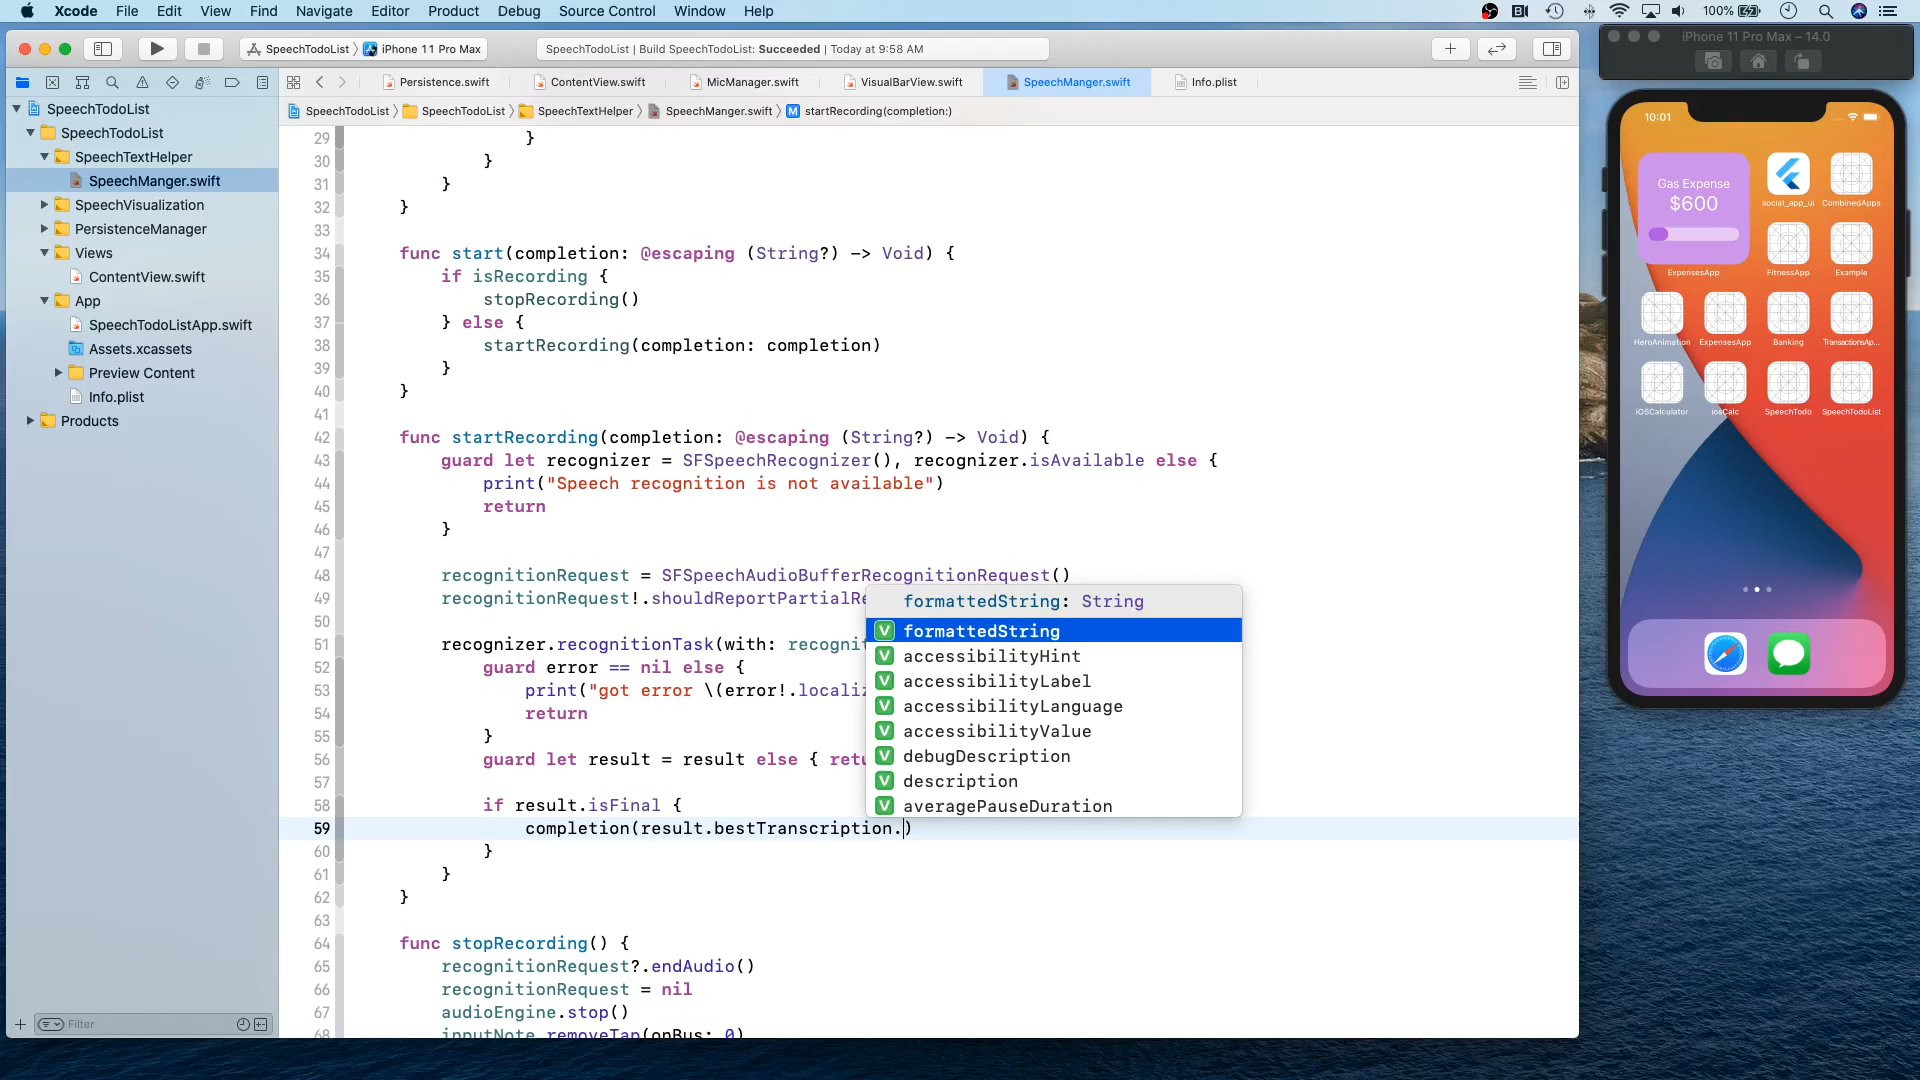 Xcode File Edit View Find Navigate Editor Product Debug Source Control Window Help 100%
SpeechTodoList iPhone 11 Pro Max
SpeechTodoList | Build SpeechTodoList: Succeeded | Today at 9:58 AM
iPhone 11 Pro Max – 14.0
Persistence.swift ContentView.swift MicManager.swift VisualBarView.swift SpeechManger.swift Info.plist
SpeechTodoList SpeechTodoList SpeechTextHelper SpeechManger.swift M startRecording(completion:)
SpeechTodoList
SpeechTodoList
SpeechTextHelper
SpeechManger.swift
SpeechVisualization
PersistenceManager
Views
ContentView.swift
App
SpeechTodoListApp.swift
Assets.xcassets
Preview Content
Info.plist
Products
Filter
29 }
30 }
31 }
32 }
33
34 func start(completion: @escaping (String?) -> Void) {
35 if isRecording {
36 stopRecording()
37 } else {
38 startRecording(completion: completion)
39 }
40 }
41
42 func startRecording(completion: @escaping (String?) -> Void) {
43 guard let recognizer = SFSpeechRecognizer(), recognizer.isAvailable else {
44 print("Speech recognition is not available")
45 return
46 }
47
48 recognitionRequest = SFSpeechAudioBufferRecognitionRequest()
49 recognitionRequest!.shouldReportPartialRe
50
51 recognizer.recognitionTask(with: recognit
52 guard error == nil else {
53 print("got error \(error!.localiz
54 return
55 }
56 guard let result = result else { retu
57
58 if result.isFinal {
59 completion(result.bestTranscription.)
60 }
61 }
62 }
63
64 func stopRecording() {
65 recognitionRequest?.endAudio()
66 recognitionRequest = nil
67 audioEngine.stop()
68 inputNote.removeTap(onBus: 0)
formattedString: String
V formattedString
V accessibilityHint
V accessibilityLabel
V accessibilityLanguage
V accessibilityValue
V debugDescription
V description
V averagePauseDuration
10:01
Gas Expense
$600
ExpensesApp
social_app_ui CombinedApps
FitnessApp Example
HeroAnimation ExpensesApp Banking TransactionsAp...
iOSCalculator iosCalc SpeechTodo SpeechTodoList